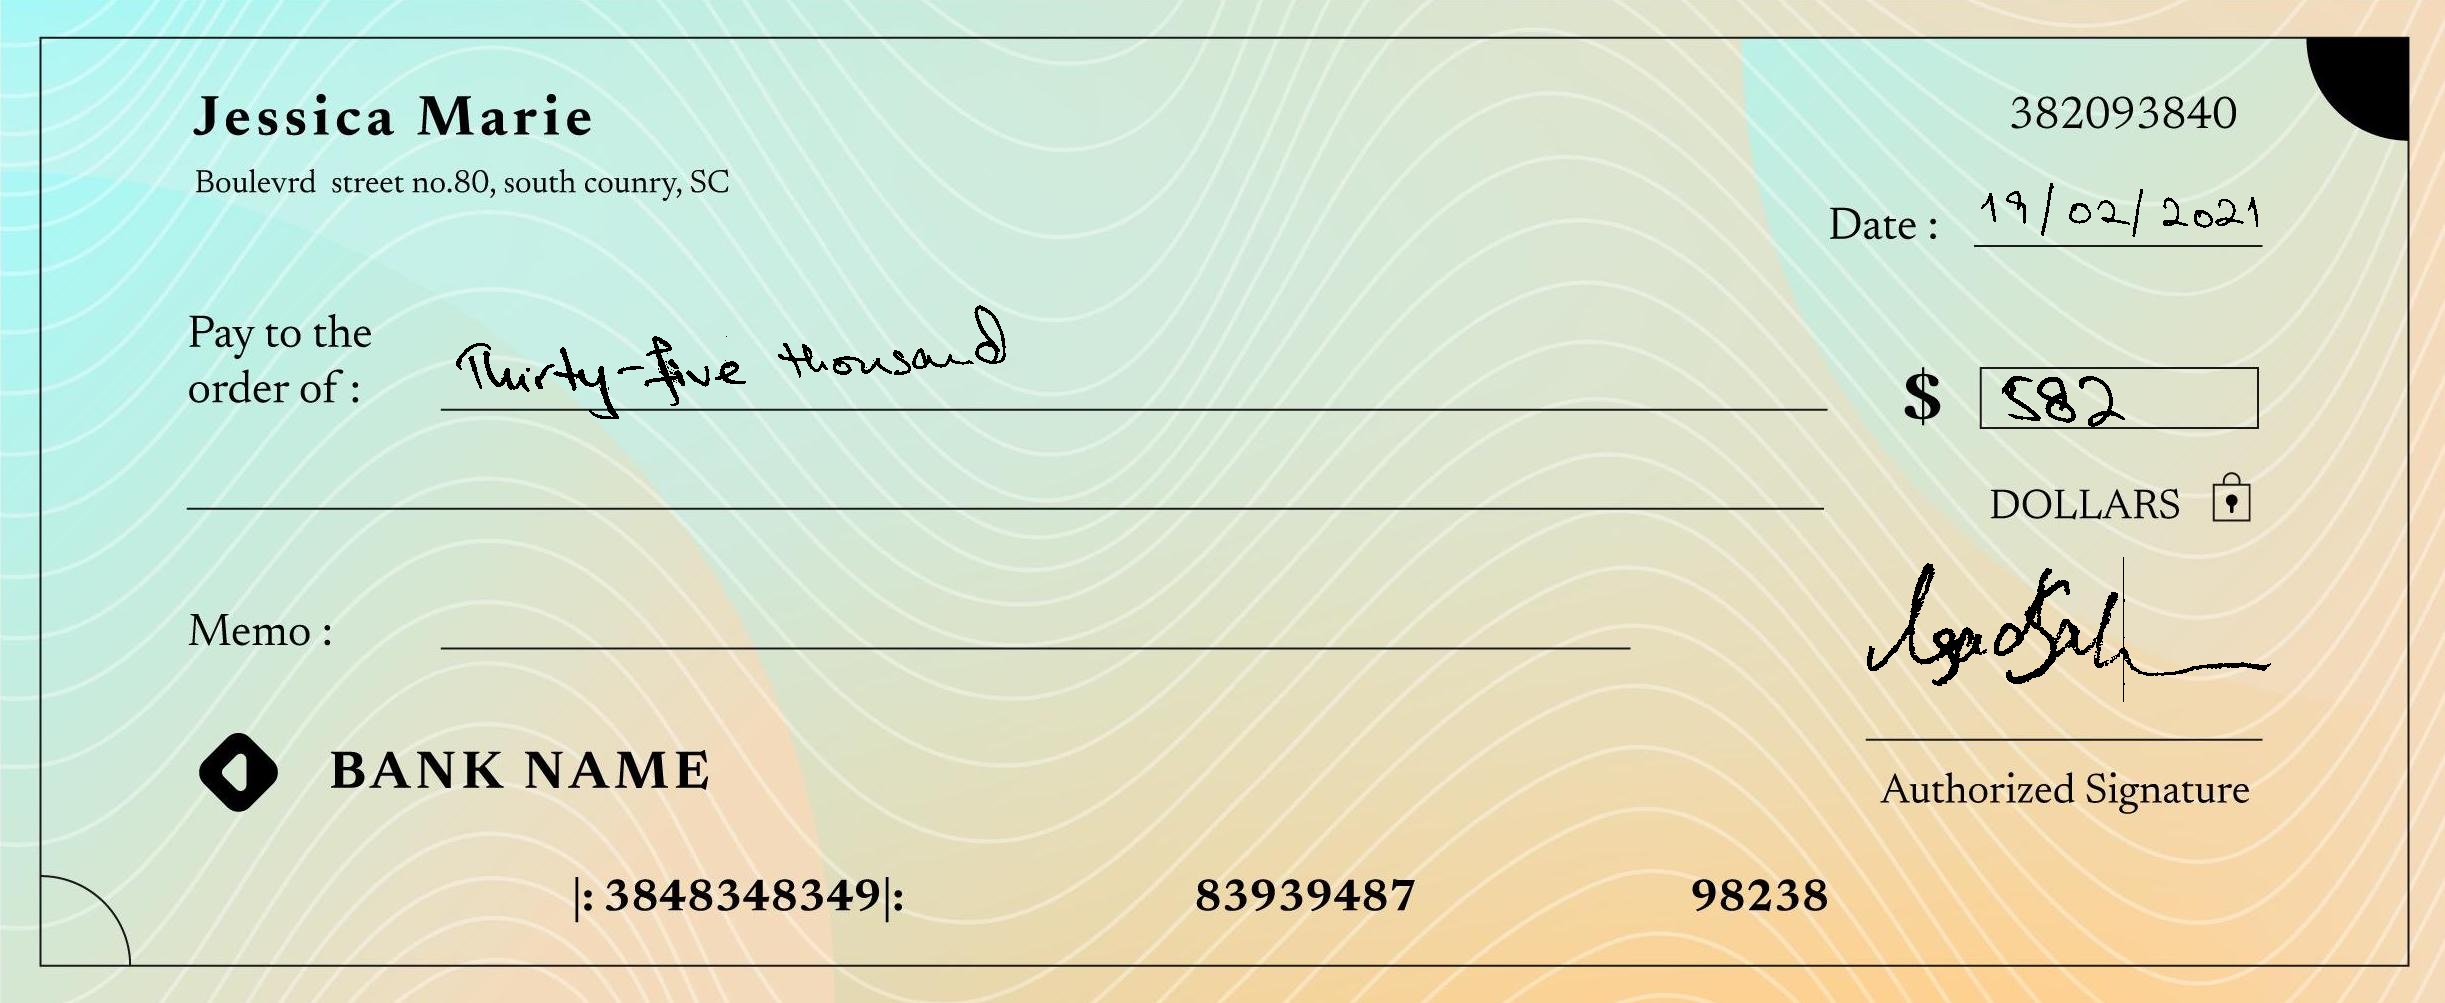 Jessica Marie
382093840
Boulevrd street no.80, south counry, SC
Date : 19/02/2021
Pay to the
order of : Thirty-five thousand
$ 582
DOLLARS
Memo :
BANK NAME
Authorized Signature
|: 3848348349|: 83939487 98238